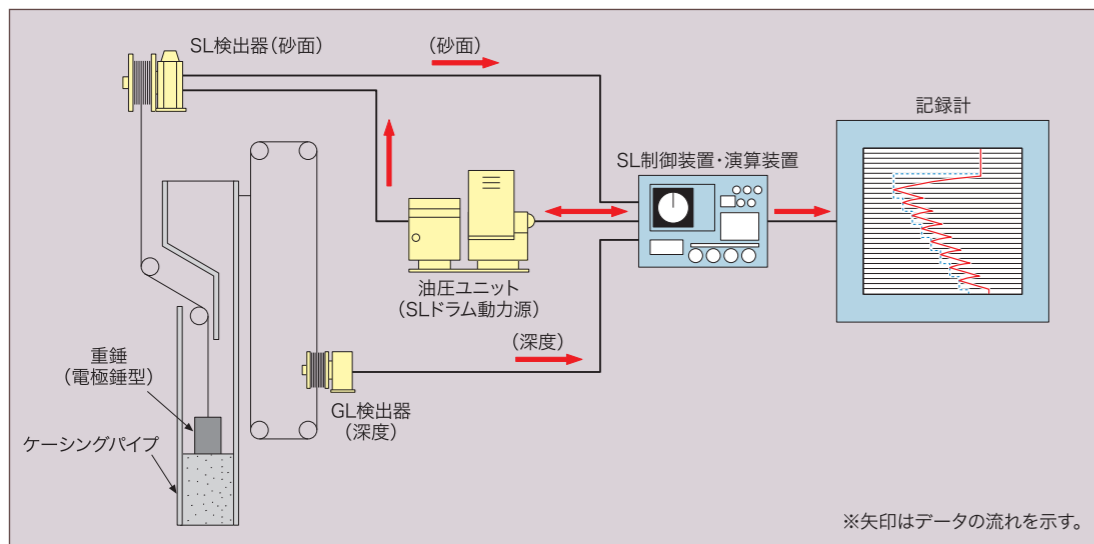 SL検出器(砂面)
(砂面)
記録計
SL制御装置・演算装置
油圧ユニット
(SLドラム動力源)
(深度)
重錘
(電極錘型)
GL検出器
(深度)
ケーシングパイプ
※矢印はデータの流れを示す。